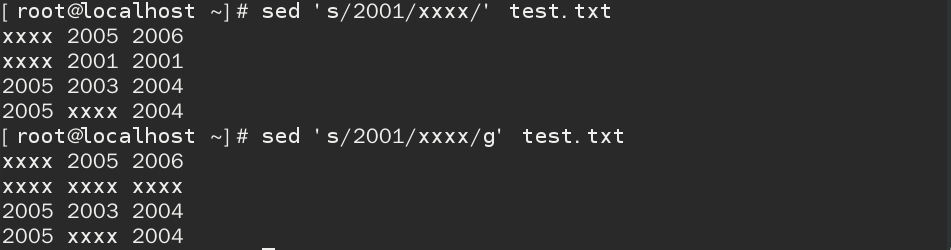 [ root@localhost ~]# sed 's/2001/xxxx/' test.txt
xxxx 2005 2006
xxxx 2001 2001
2005 2003 2004
2005 xxxx 2004
[ root@localhost ~]# sed 's/2001/xxxx/g' test.txt
xxxx 2005 2006
xxxx xxxx xxxx
2005 2003 2004
2005 xxxx 2004